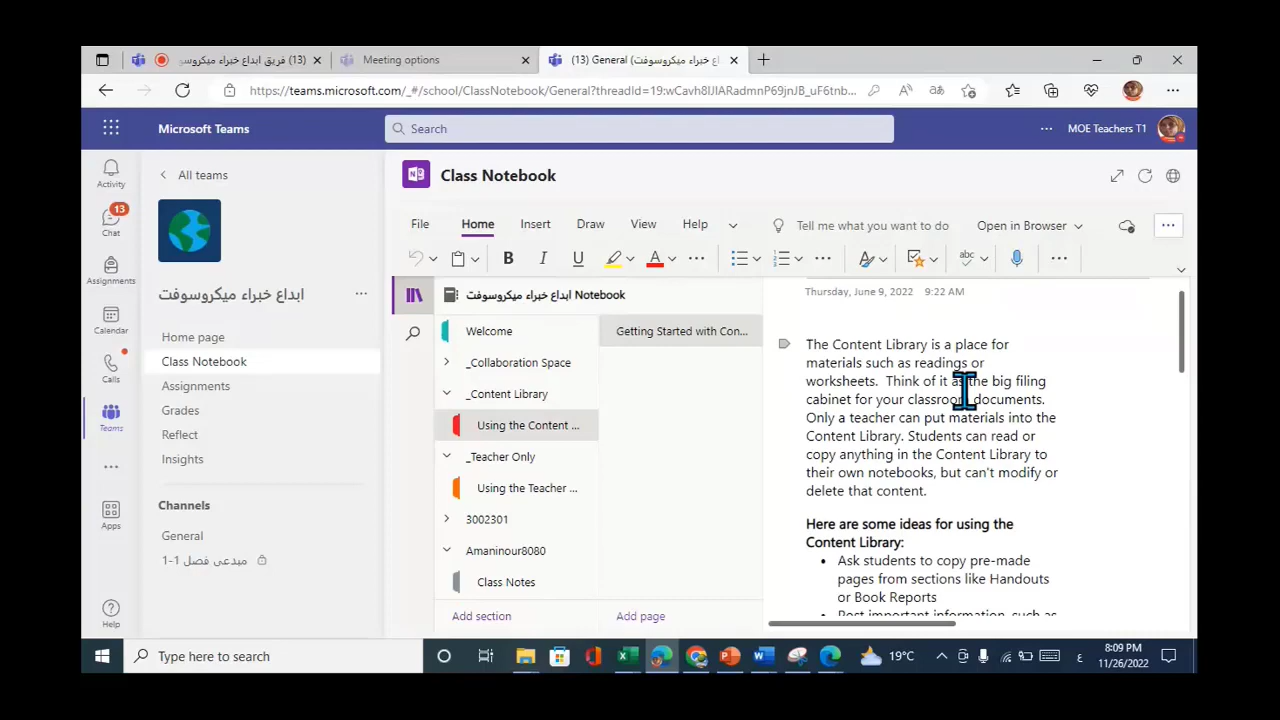 (13) فريق ابداع خبراء ميكروسوف
Meeting options
(13) General (اع خبراء ميكروسوفت
https://teams.microsoft.com/_#/school/ClassNotebook/General?threadId=19:wCavh8IJIARadmnP69jnJB_uF6tnb...
Microsoft Teams
Search
MOE Teachers T1
Activity
13
Chat
Assignments
Calendar
Calls
Teams
Apps
Help
All teams
ابداع خبراء ميكروسوفت
Home page
Class Notebook
Assignments
Grades
Reflect
Insights
Channels
General
مبدعي فصل 1-1
Class Notebook
File Home Insert Draw View Help
Tell me what you want to do
Open in Browser
B I U A abc
ابداع خبراء ميكروسوفت Notebook
Welcome
_Collaboration Space
_Content Library
Using the Content ...
_Teacher Only
Using the Teacher ...
3002301
Amaninour8080
Class Notes
Add section
Getting Started with Con...
Add page
Thursday, June 9, 2022 9:22 AM
The Content Library is a place for
materials such as readings or
worksheets. Think of it as the big filing
cabinet for your classroom documents.
Only a teacher can put materials into the
Content Library. Students can read or
copy anything in the Content Library to
their own notebooks, but can't modify or
delete that content.
Here are some ideas for using the
Content Library:
• Ask students to copy pre-made
pages from sections like Handouts
or Book Reports
• Post important information, such as
Type here to search
19°C
ع
8:09 PM
11/26/2022